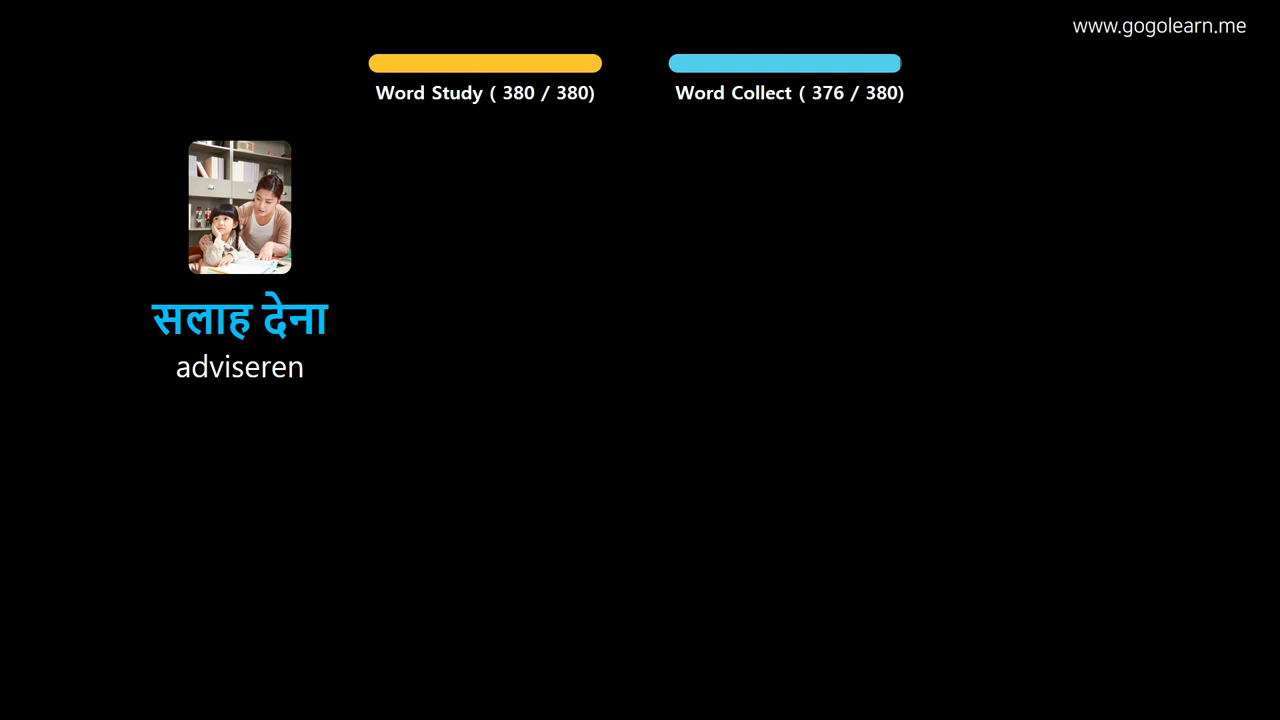 www.gogolearn.me
Word Study ( 380 / 380)
Word Collect ( 376 / 380)
सलाह देना
adviseren